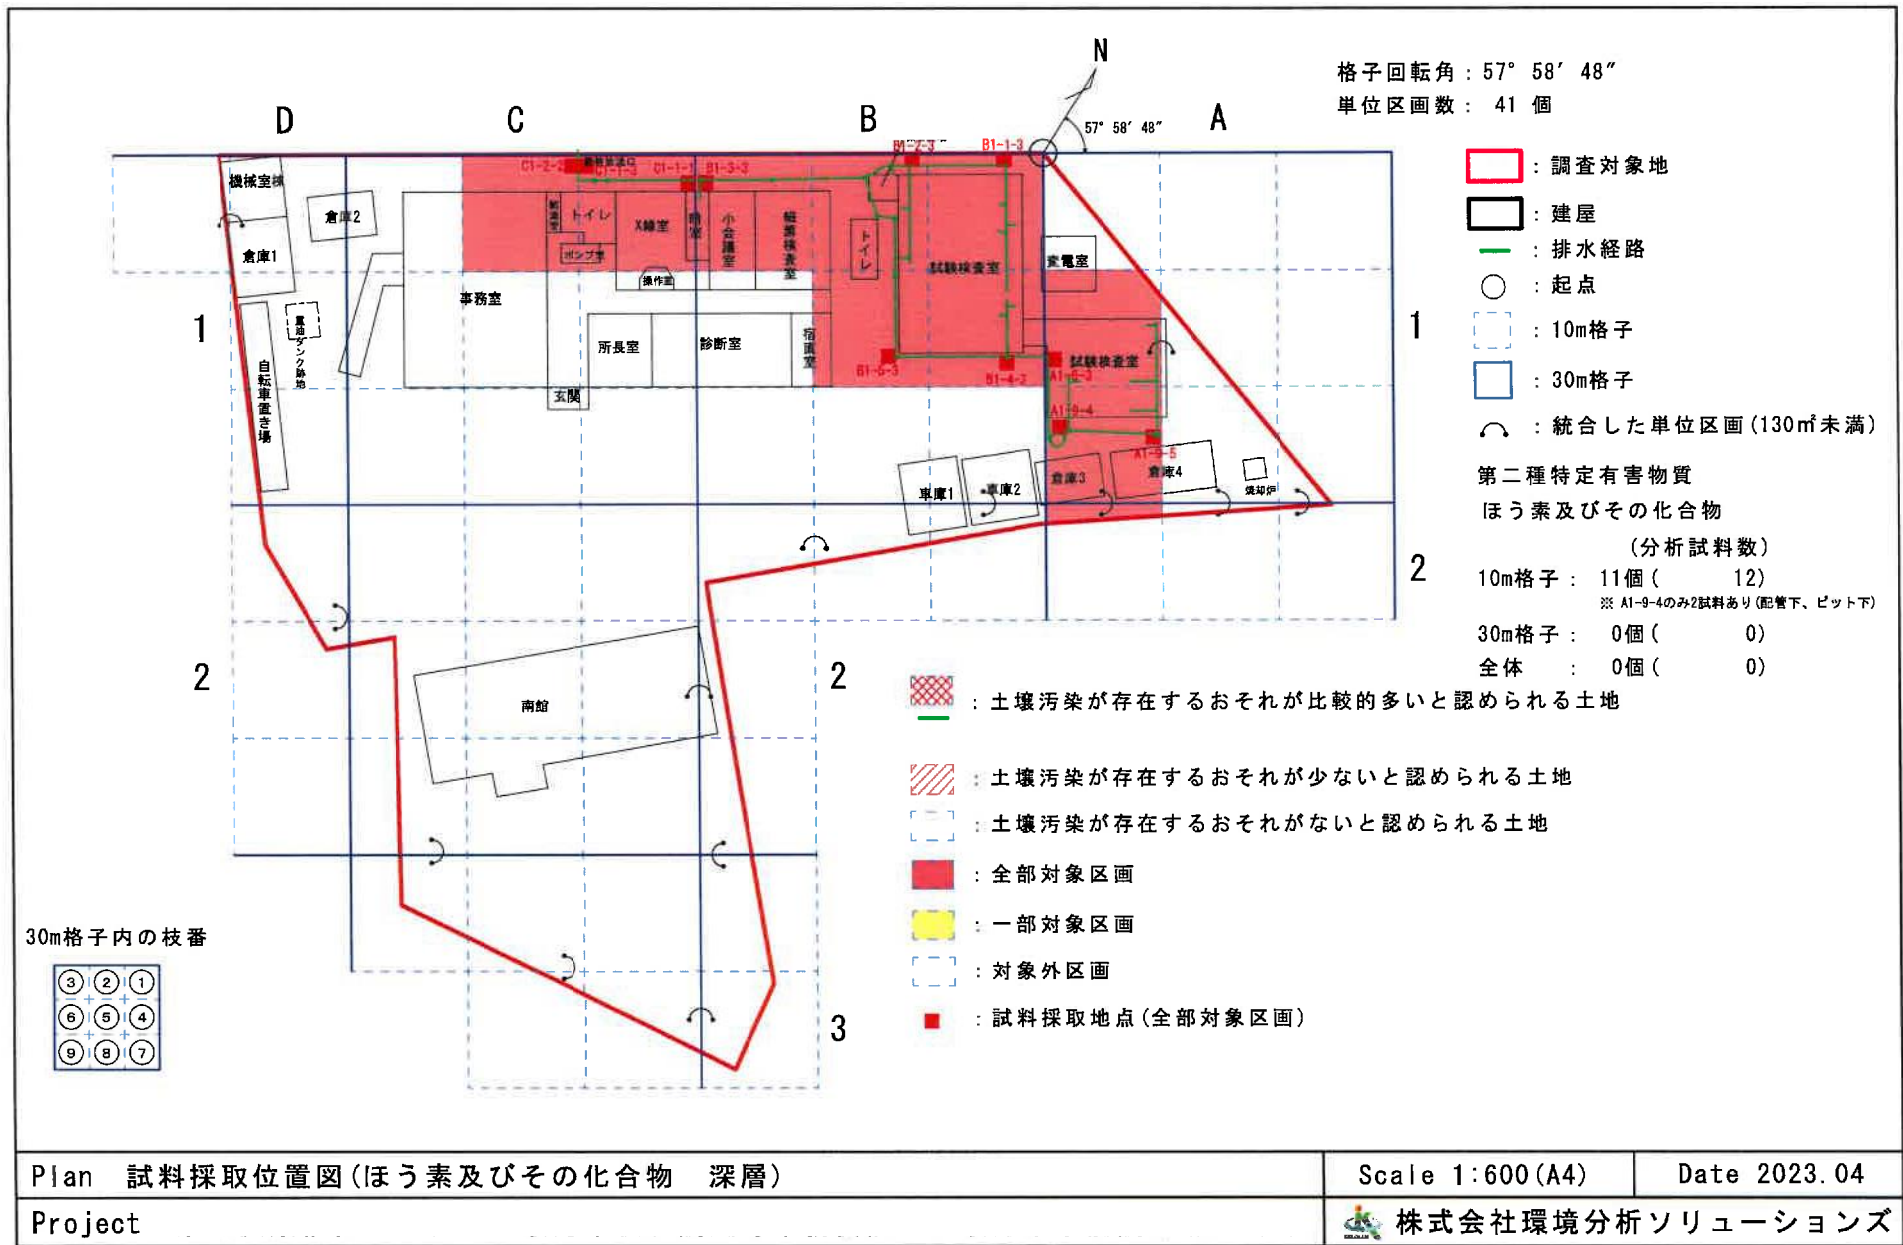 N
D
C
B
A
57° 58′ 48″
格子回転角：57° 58′ 48″
単位区画数： 41 個
：調査対象地
：建屋
：排水経路
：起点
：10m格子
：30m格子
：統合した単位区画(130㎡未満)
第二種特定有害物質
ほう素及びその化合物
(分析試料数)
10m格子： 11個( 12)
※ A1-9-4のみ2試料あり(配管下、ピット下)
30m格子： 0個( 0)
全体 ： 0個( 0)
B1-2-3
B1-1-3
C1-2-2
C1-1-3
C1-1-1
B1-3-3
機械室棟
倉庫2
倉庫1
トイレ
X線室
小会議室
細菌検査室
トイレ
試験検査室
変電室
ポンプ室
操作室
事務室
1
1
重油タンク跡地
所長室
診断室
宿直室
B1-5-3
B1-4-2
試験検査室
A1-6-3
自転車置き場
玄関
A1-9-4
A1-9-5
車庫1
車庫2
倉庫3
倉庫4
焼却炉
2
2
2
南館
：土壌汚染が存在するおそれが比較的多いと認められる土地
：土壌汚染が存在するおそれが少ないと認められる土地
：土壌汚染が存在するおそれがないと認められる土地
：全部対象区画
：一部対象区画
：対象外区画
：試料採取地点(全部対象区画)
3
30m格子内の枝番
3 2 1
6 5 4
9 8 7
Plan 試料採取位置図(ほう素及びその化合物 深層)
Scale 1:600(A4)
Date 2023.04
Project
株式会社環境分析ソリューションズ